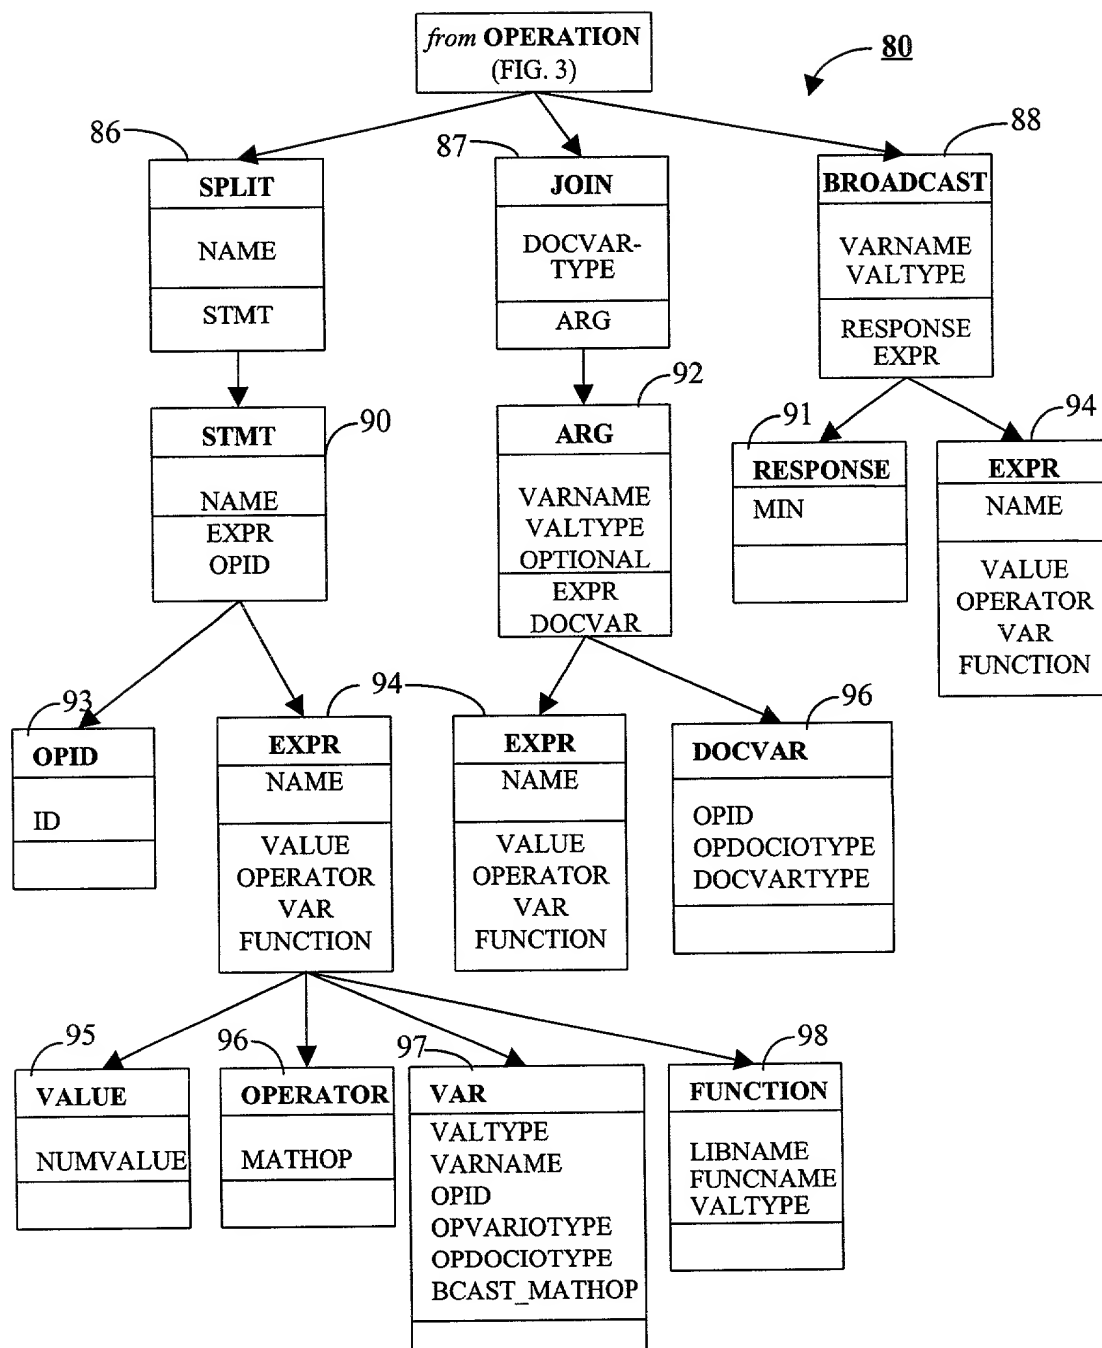 from OPERATION
(FIG. 3)
80
86
SPLIT
NAME
STMT
87
JOIN
DOCVAR-
TYPE
ARG
88
BROADCAST
VARNAME
VALTYPE
RESPONSE
EXPR
90
STMT
NAME
EXPR
OPID
92
ARG
VARNAME
VALTYPE
OPTIONAL
EXPR
DOCVAR
91
RESPONSE
MIN
94
EXPR
NAME
VALUE
OPERATOR
VAR
FUNCTION
93
OPID
ID
94
EXPR
NAME
VALUE
OPERATOR
VAR
FUNCTION
EXPR
NAME
VALUE
OPERATOR
VAR
FUNCTION
96
DOCVAR
OPID
OPDOCIOTYPE
DOCVARTYPE
95
VALUE
NUMVALUE
96
OPERATOR
MATHOP
97
VAR
VALTYPE
VARNAME
OPID
OPVARIOTYPE
OPDOCIOTYPE
BCAST_MATHOP
98
FUNCTION
LIBNAME
FUNCNAME
VALTYPE